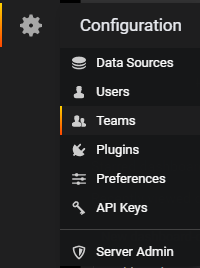 Configuration
Data Sources
Users
Teams
Plugins
Preferences
API Keys
Server Admin